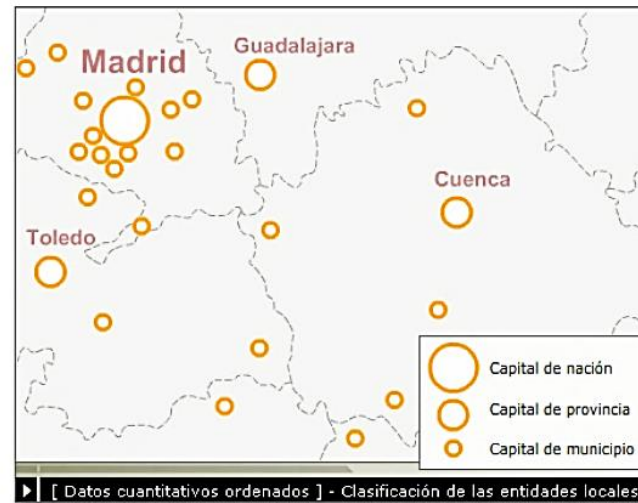 Guadalajara
Madrid
Cuenca
Toledo
Capital de nación
Capital de provincia
Capital de municipio
[ Datos cuantitativos ordenados ] - Clasificación de las entidades locales